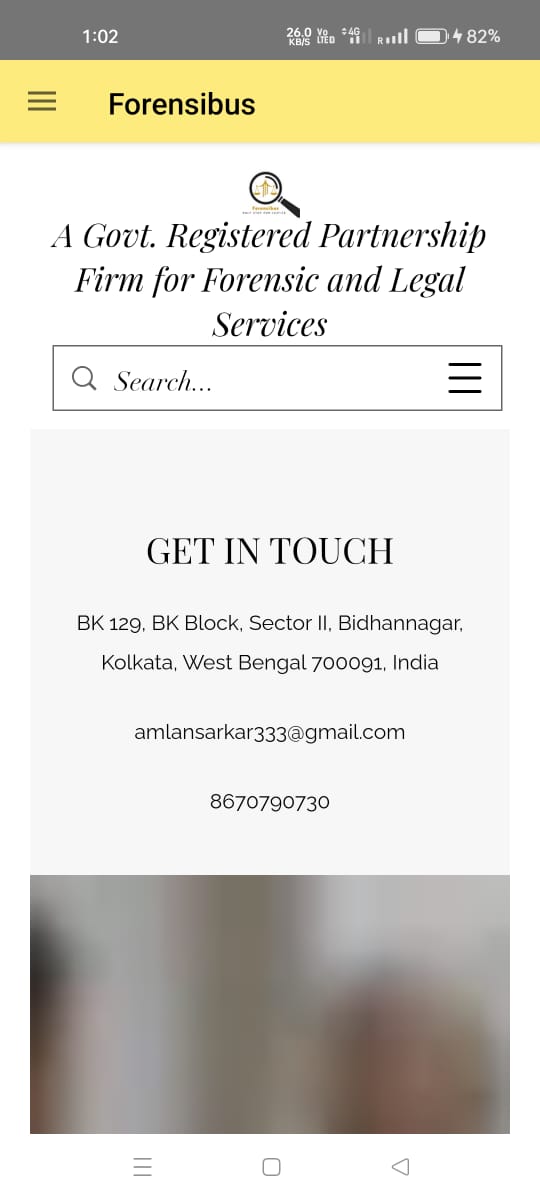 1:02
26.0 KB/S Vo LTED 4G R 82%
Forensibus
Forensibus
A Govt. Registered Partnership
Firm for Forensic and Legal
Services
Search...
GET IN TOUCH
BK 129, BK Block, Sector II, Bidhannagar,
Kolkata, West Bengal 700091, India
amlansarkar333@gmail.com
8670790730